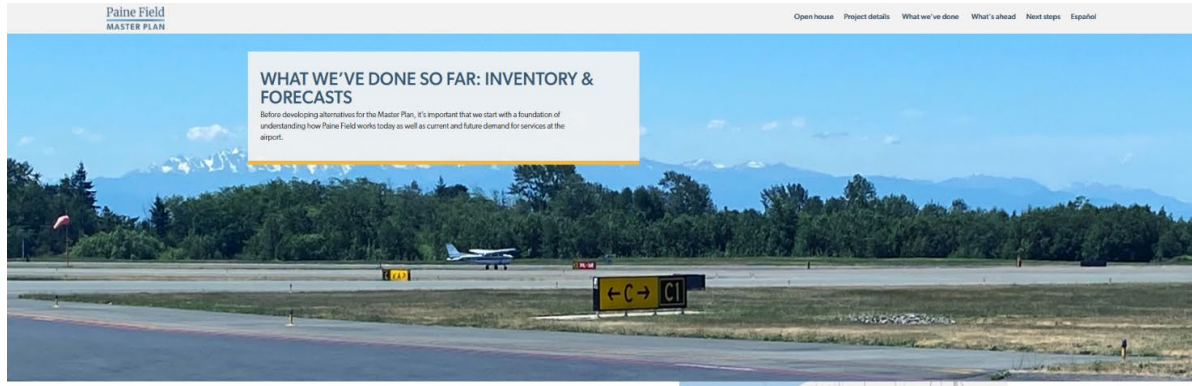 Paine Field
MASTER PLAN
Open house Project details What we've done What's ahead Next steps Español
WHAT WE'VE DONE SO FAR: INVENTORY &
FORECASTS
Before developing alternatives for the Master Plan, it's important that we start with a foundation of
understanding how Paine Field works today as well as current and future demand for services at the
airport.
←C→ C1